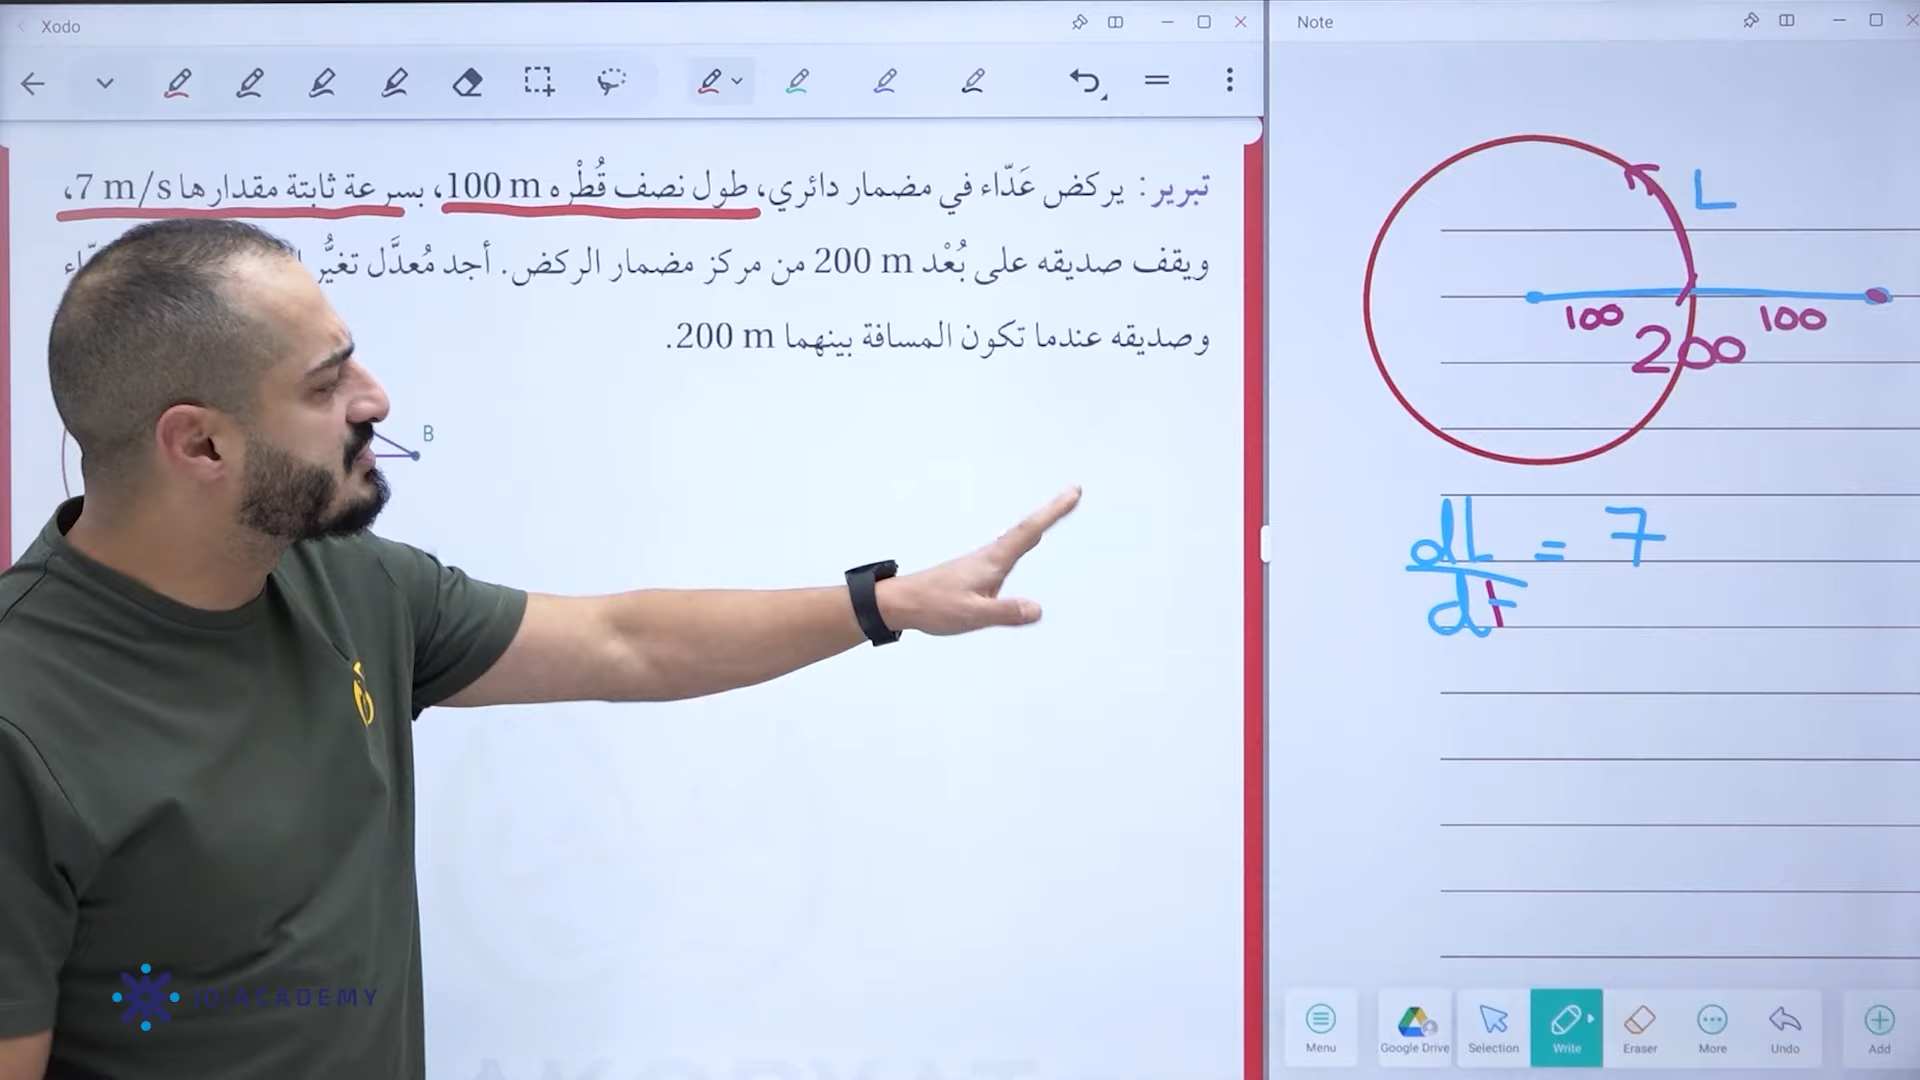 Xodo
Note
تبرير: يركض عَدّاء في مضمار دائري، طول نصف قُطْره 100 m، بسرعة ثابتة مقدارها 7 m/s،
ويقف صديقه على بُعْد 200 m من مركز مضمار الركض. أجد مُعدَّل تغيُّر
وصديقه عندما تكون المسافة بينهما 200 m.
B
L
100
100
200
dL/dt = 7
JO ACADEMY
Menu
Google Drive
Selection
Write
Eraser
More
Undo
Add